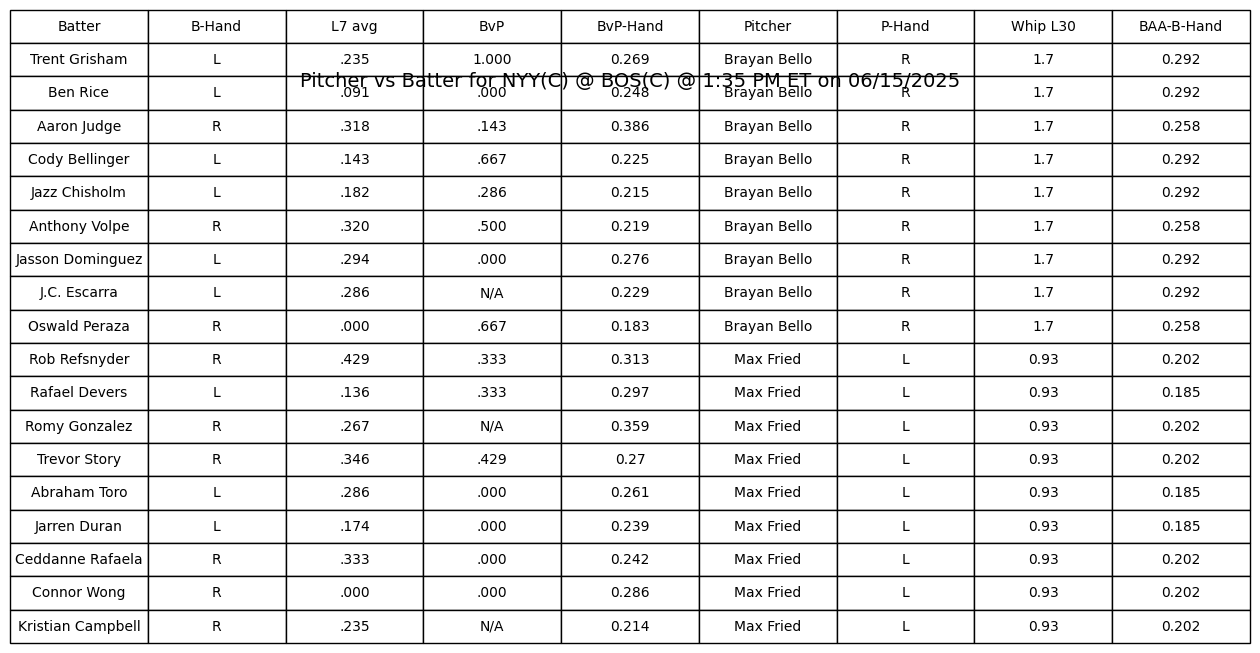 Batter B-Hand L7 avg BvP BvP-Hand Pitcher P-Hand Whip L30 BAA-B-Hand
Trent Grisham L .235 1.000 0.269 Brayan Bello R 1.7 0.292
Pitcher vs Batter for NYY(C) @ BOS(C) @ 1:35 PM ET on 06/15/2025
Ben Rice L .091 .000 0.248 Brayan Bello R 1.7 0.292
Aaron Judge R .318 .143 0.386 Brayan Bello R 1.7 0.258
Cody Bellinger L .143 .667 0.225 Brayan Bello R 1.7 0.292
Jazz Chisholm L .182 .286 0.215 Brayan Bello R 1.7 0.292
Anthony Volpe R .320 .500 0.219 Brayan Bello R 1.7 0.258
Jasson Dominguez L .294 .000 0.276 Brayan Bello R 1.7 0.292
J.C. Escarra L .286 N/A 0.229 Brayan Bello R 1.7 0.292
Oswald Peraza R .000 .667 0.183 Brayan Bello R 1.7 0.258
Rob Refsnyder R .429 .333 0.313 Max Fried L 0.93 0.202
Rafael Devers L .136 .333 0.297 Max Fried L 0.93 0.185
Romy Gonzalez R .267 N/A 0.359 Max Fried L 0.93 0.202
Trevor Story R .346 .429 0.27 Max Fried L 0.93 0.202
Abraham Toro L .286 .000 0.261 Max Fried L 0.93 0.185
Jarren Duran L .174 .000 0.239 Max Fried L 0.93 0.185
Ceddanne Rafaela R .333 .000 0.242 Max Fried L 0.93 0.202
Connor Wong R .000 .000 0.286 Max Fried L 0.93 0.202
Kristian Campbell R .235 N/A 0.214 Max Fried L 0.93 0.202